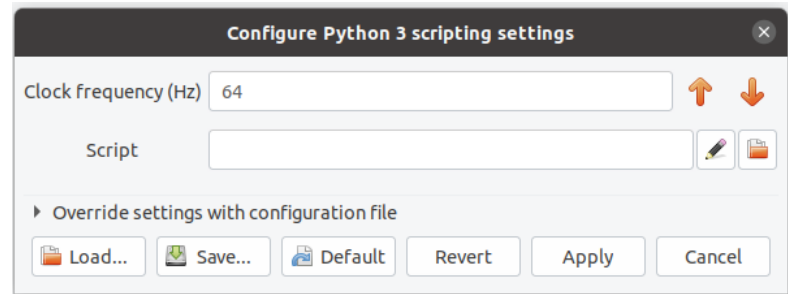 Configure Python 3 scripting settings
Clock frequency (Hz) 64
Script
Override settings with configuration file
Load... Save... Default Revert Apply Cancel